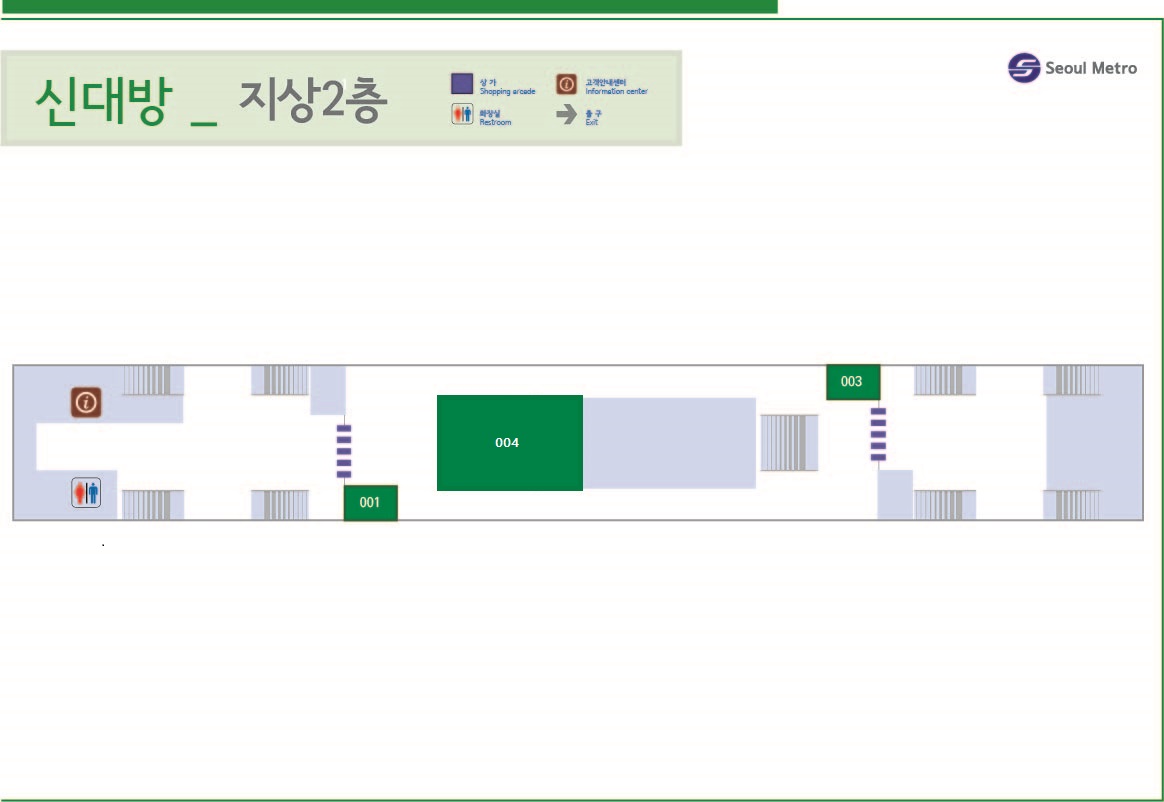 신대방 _ 지상2층
상 가
Shopping arcade
고객안내센터
Information center
화장실
Restroom
출 구
Exit
Seoul Metro
003
004
001